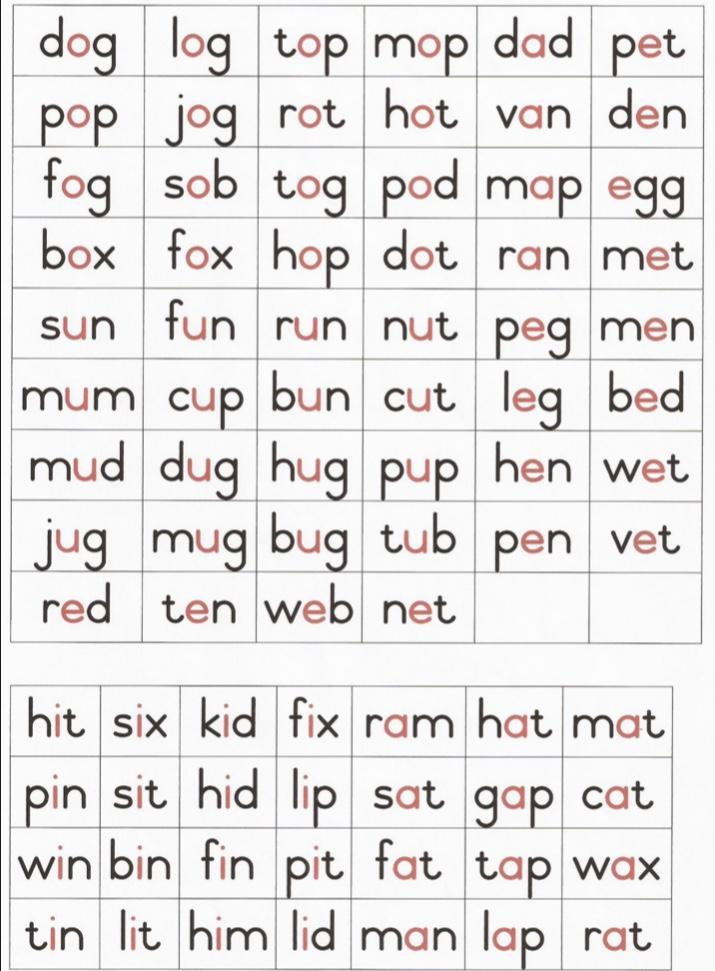 dog log top mop dad pet
pop jog rot hot van den
fog sob tog pod map egg
box fox hop dot ran met
sun fun run nut peg men
mum cup bun cut leg bed
mud dug hug pup hen wet
jug mug bug tub pen vet
red ten web net
hit six kid fix ram hat mat
pin sit hid lip sat gap cat
win bin fin pit fat tap wax
tin lit him lid man lap rat